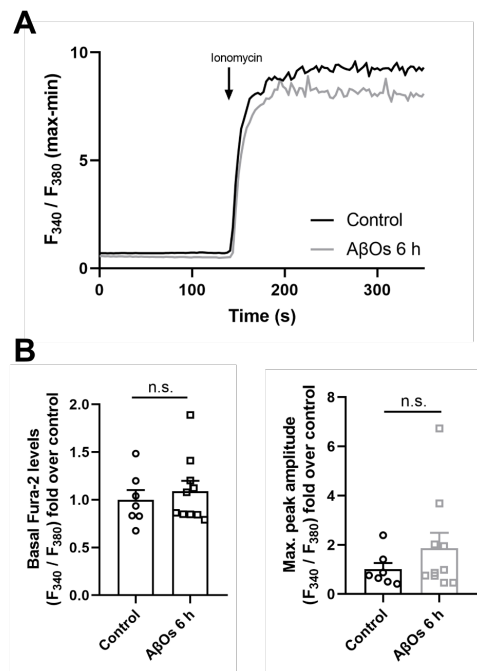 A
Ionomycin
F340 / F380 (max-min)
10
5
0
0
100
200
300
Time (s)
Control
AβOs 6 h
B
Basal Fura-2 levels
(F340 / F380) fold over control
2.0
1.5
1.0
0.5
0.0
n.s.
Control
AβOs 6 h
Max. peak amplitude
(F340 / F380) fold over control
8
6
4
2
0
n.s.
Control
AβOs 6 h